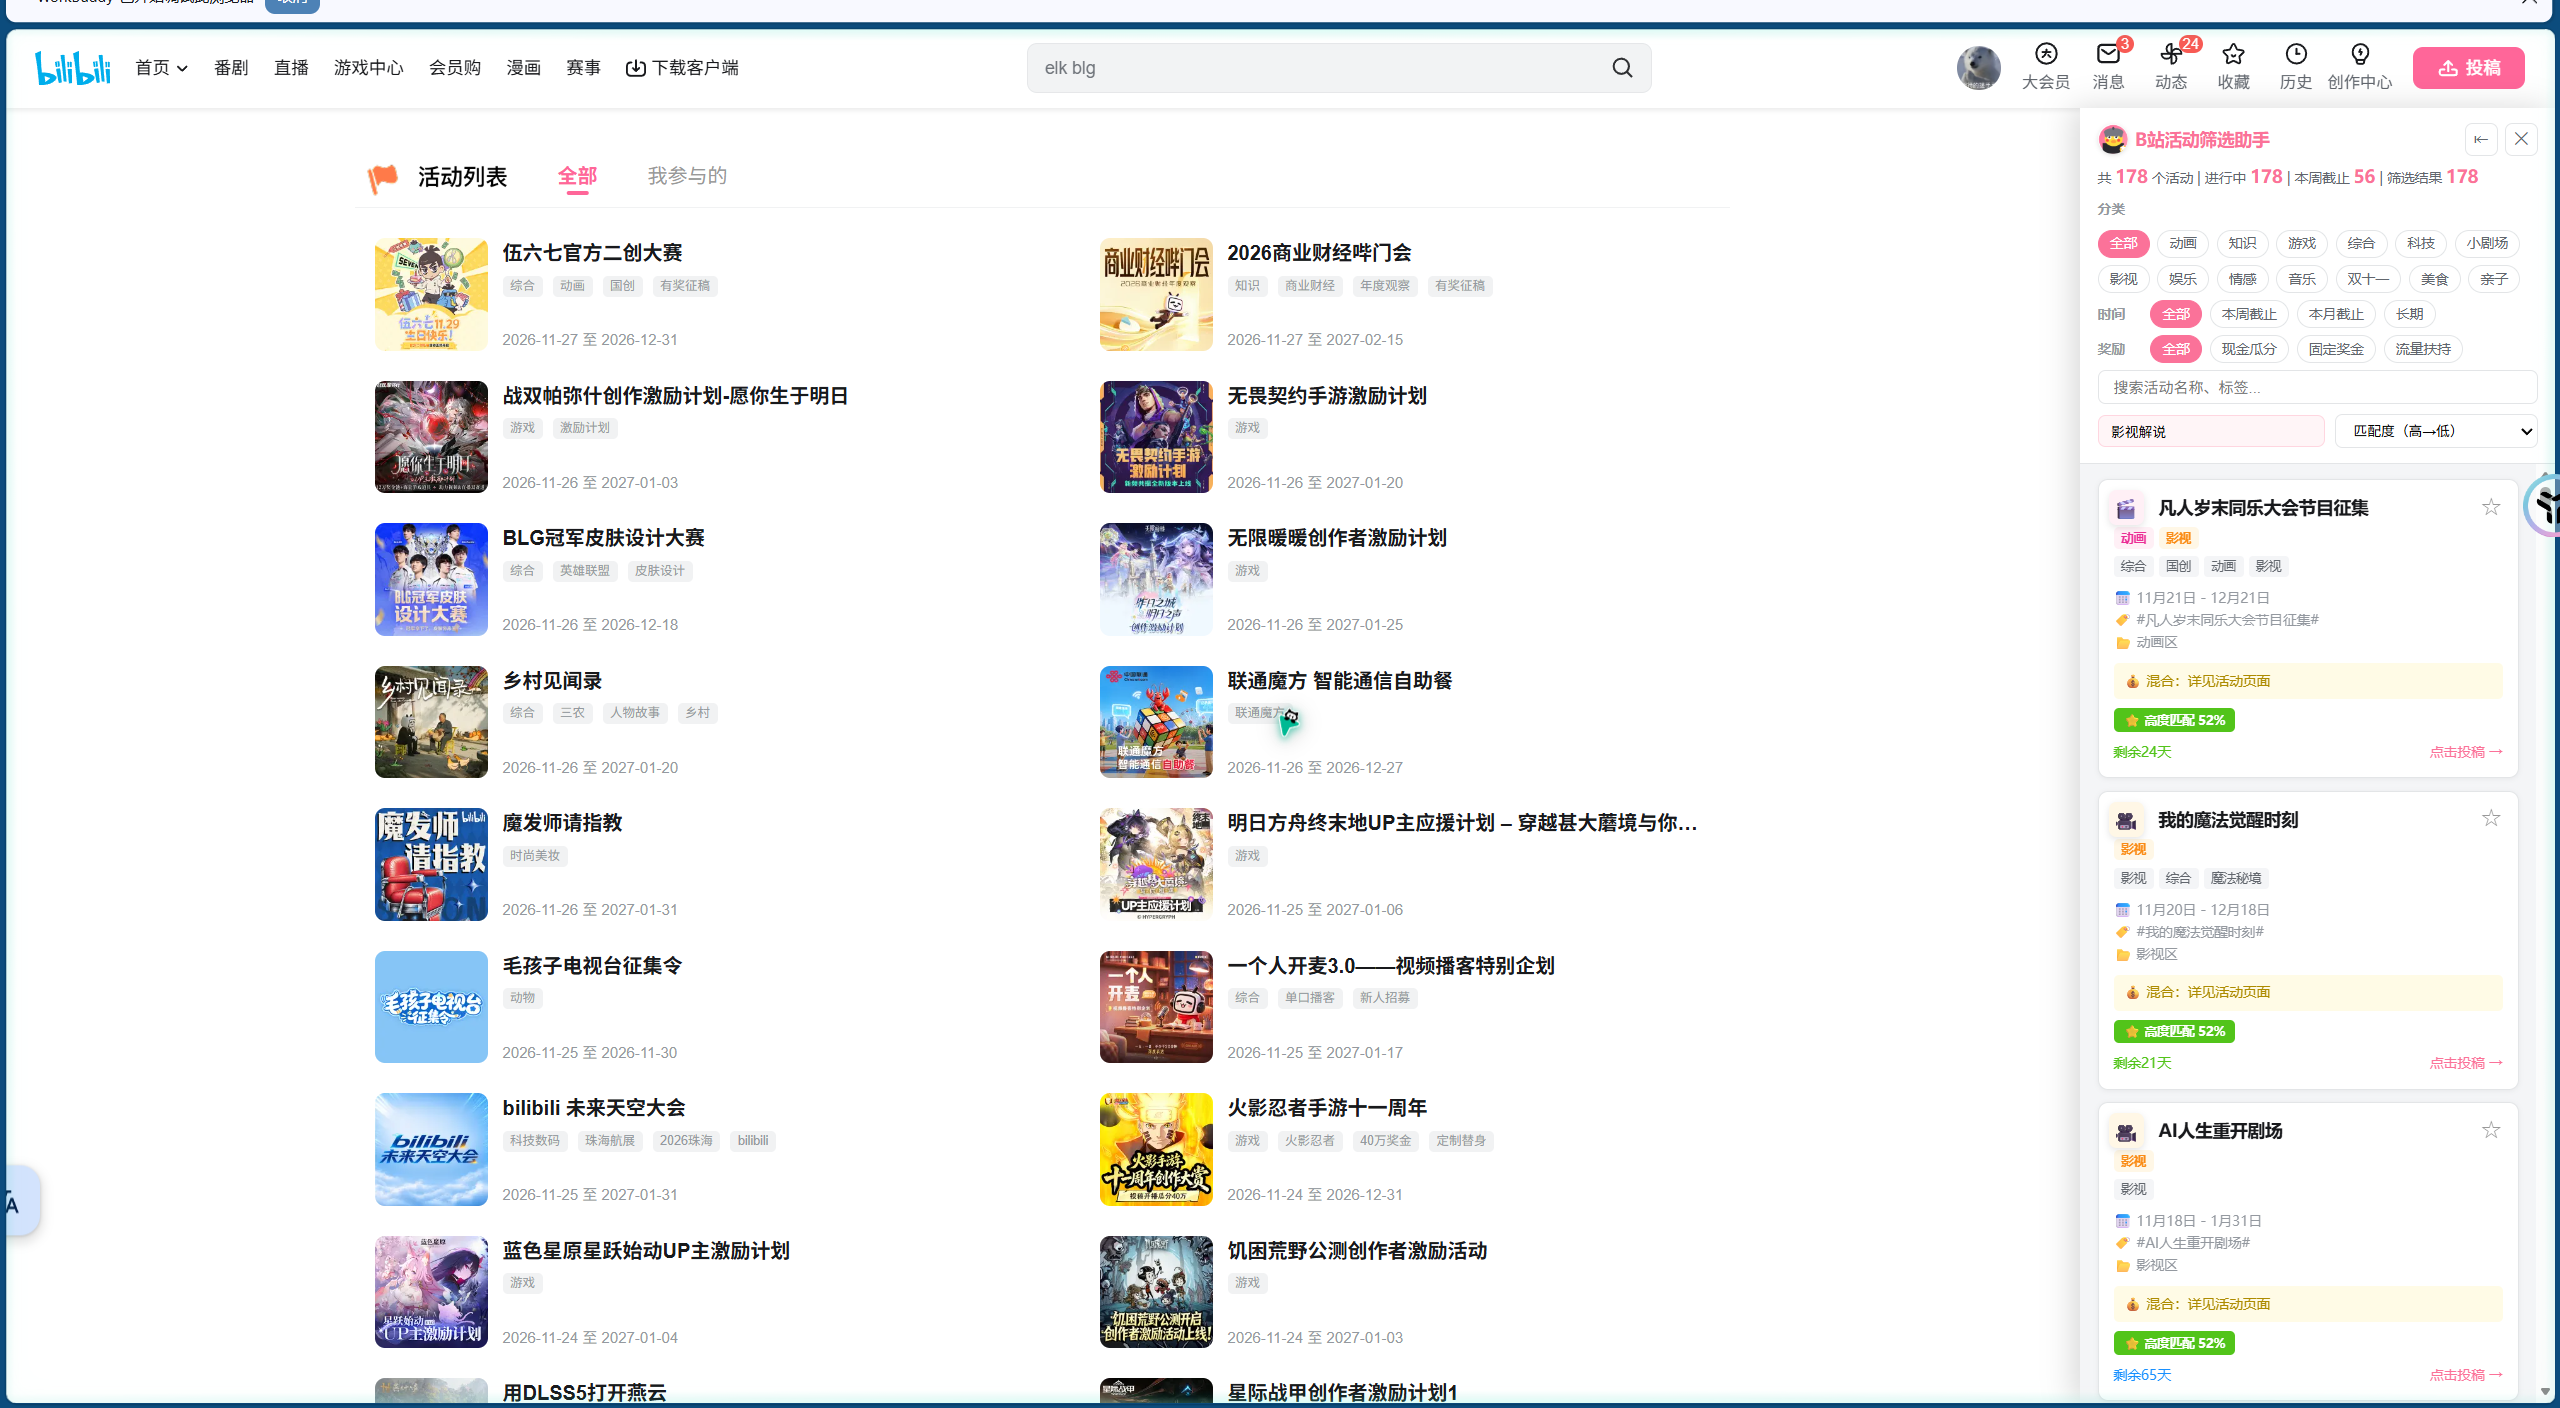 bilibili
首页
番剧
直播
游戏中心
会员购
漫画
赛事
下载客户端
elk blg
大会员
3
消息
24
动态
收藏
历史
创作中心
投稿
活动列表
全部
我参与的
伍六七官方二创大赛
综合 动画 国创 有奖征稿
2026-11-27 至 2026-12-31
2026商业财经哔门会
知识 商业财经 年度观察 有奖征稿
2026-11-27 至 2027-02-15
战双帕弥什创作激励计划-愿你生于明日
游戏 激励计划
2026-11-26 至 2027-01-03
无畏契约手游激励计划
游戏
2026-11-26 至 2027-01-20
BLG冠军皮肤设计大赛
综合 英雄联盟 皮肤设计
2026-11-26 至 2026-12-18
无限暖暖创作者激励计划
游戏
2026-11-26 至 2027-01-25
乡村见闻录
综合 三农 人物故事 乡村
2026-11-26 至 2027-01-20
联通魔方 智能通信自助餐
联通魔方
2026-11-26 至 2026-12-27
魔发师请指教
时尚美妆
2026-11-26 至 2027-01-31
明日方舟终末地UP主应援计划 – 穿越甚大蘑境与你…
游戏
2026-11-25 至 2027-01-06
毛孩子电视台征集令
动物
2026-11-25 至 2026-11-30
一个人开麦3.0——视频播客特别企划
综合 单口播客 新人招募
2026-11-25 至 2027-01-17
bilibili 未来天空大会
科技数码 珠海航展 2026珠海 bilibili
2026-11-25 至 2027-01-31
火影忍者手游十一周年
游戏 火影忍者 40万奖金 定制替身
2026-11-24 至 2026-12-31
蓝色星原星跃始动UP主激励计划
游戏
2026-11-24 至 2027-01-04
饥困荒野公测创作者激励活动
游戏
2026-11-24 至 2027-01-03
用DLSS5打开燕云
星际战甲创作者激励计划1
B站活动筛选助手
共 178 个活动 | 进行中 178 | 本周截止 56 | 筛选结果 178
分类
全部 动画 知识 游戏 综合 科技 小剧场
影视 娱乐 情感 音乐 双十一 美食 亲子
时间 全部 本周截止 本月截止 长期
奖励 全部 现金瓜分 固定奖金 流量扶持
搜索活动名称、标签...
影视解说
匹配度（高→低）
凡人岁末同乐大会节目征集
动画 影视
综合 国创 动画 影视
11月21日 - 12月21日
#凡人岁末同乐大会节目征集#
动画区
混合：详见活动页面
高度匹配 52%
剩余24天
点击投稿 →
我的魔法觉醒时刻
影视
影视 综合 魔法秘境
11月20日 - 12月18日
#我的魔法觉醒时刻#
影视区
混合：详见活动页面
高度匹配 52%
剩余21天
点击投稿 →
AI人生重开剧场
影视
影视
11月18日 - 1月31日
#AI人生重开剧场#
影视区
混合：详见活动页面
高度匹配 52%
剩余65天
点击投稿 →